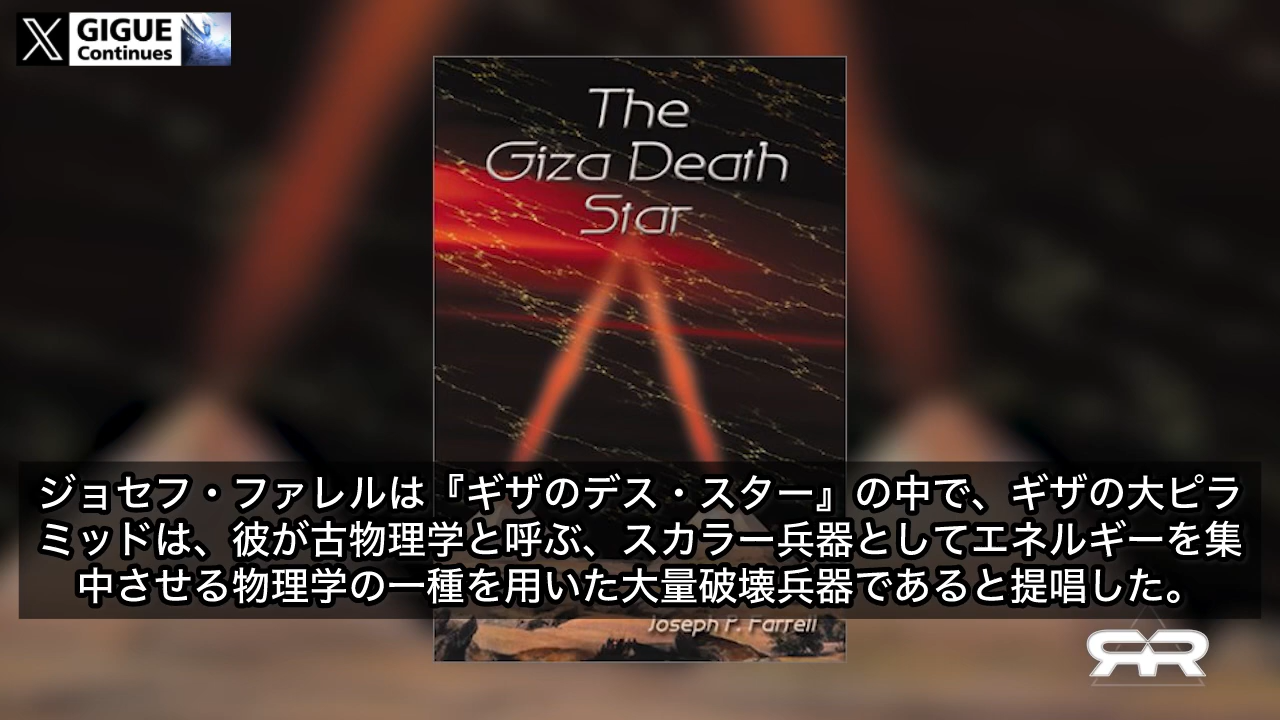 GIGUE
Continues
The
Giza Death
Star
ジョセフ・ファレルは『ギザのデス・スター』の中で、ギザの大ピラ
ミッドは、彼が古物理学と呼ぶ、スカラー兵器としてエネルギーを集
中させる物理学の一種を用いた大量破壊兵器であると提唱した。
Joseph P. Farrell
RR